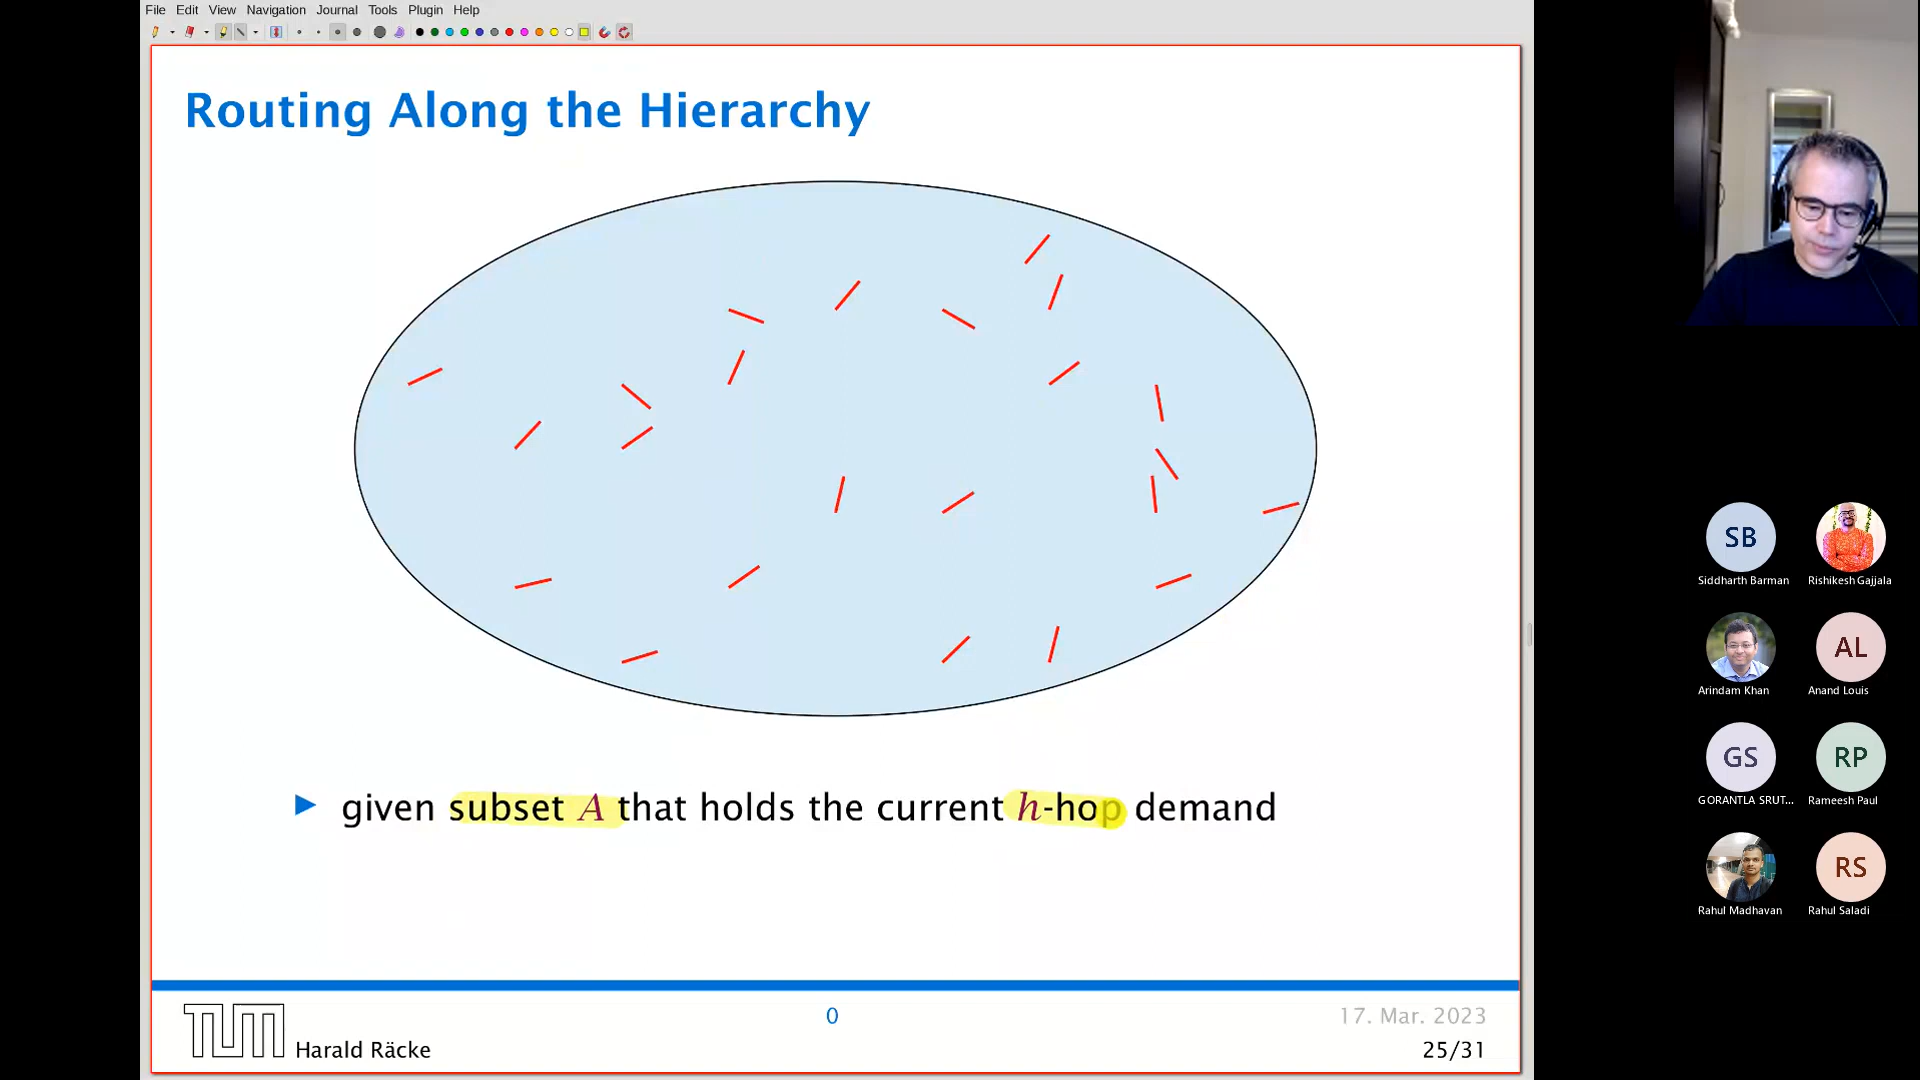 File Edit View Navigation Journal Tools Plugin Help
Routing Along the Hierarchy
given subset A that holds the current h-hop demand
0
17. Mar. 2023
TUM
Harald Räcke
25/31
SB
Siddharth Barman
Rishikesh Gajjala
Arindam Khan
AL
Anand Louis
GS
GORANTLA SRUT...
RP
Rameesh Paul
Rahul Madhavan
RS
Rahul Saladi